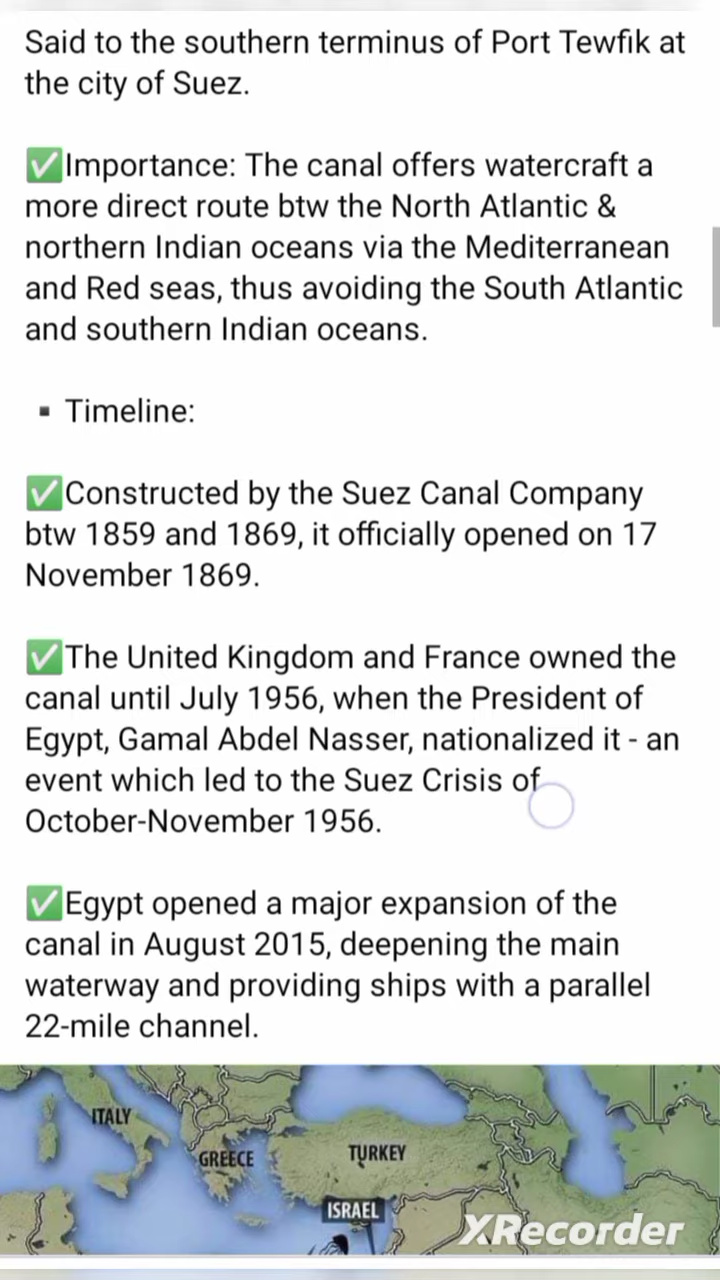 Said to the southern terminus of Port Tewfik at
the city of Suez.
✅Importance: The canal offers watercraft a
more direct route btw the North Atlantic &
northern Indian oceans via the Mediterranean
and Red seas, thus avoiding the South Atlantic
and southern Indian oceans.
▪ Timeline:
✅Constructed by the Suez Canal Company
btw 1859 and 1869, it officially opened on 17
November 1869.
✅The United Kingdom and France owned the
canal until July 1956, when the President of
Egypt, Gamal Abdel Nasser, nationalized it - an
event which led to the Suez Crisis of
October-November 1956.
✅Egypt opened a major expansion of the
canal in August 2015, deepening the main
waterway and providing ships with a parallel
22-mile channel.
ITALY
GREECE
TURKEY
ISRAEL
XRecorder